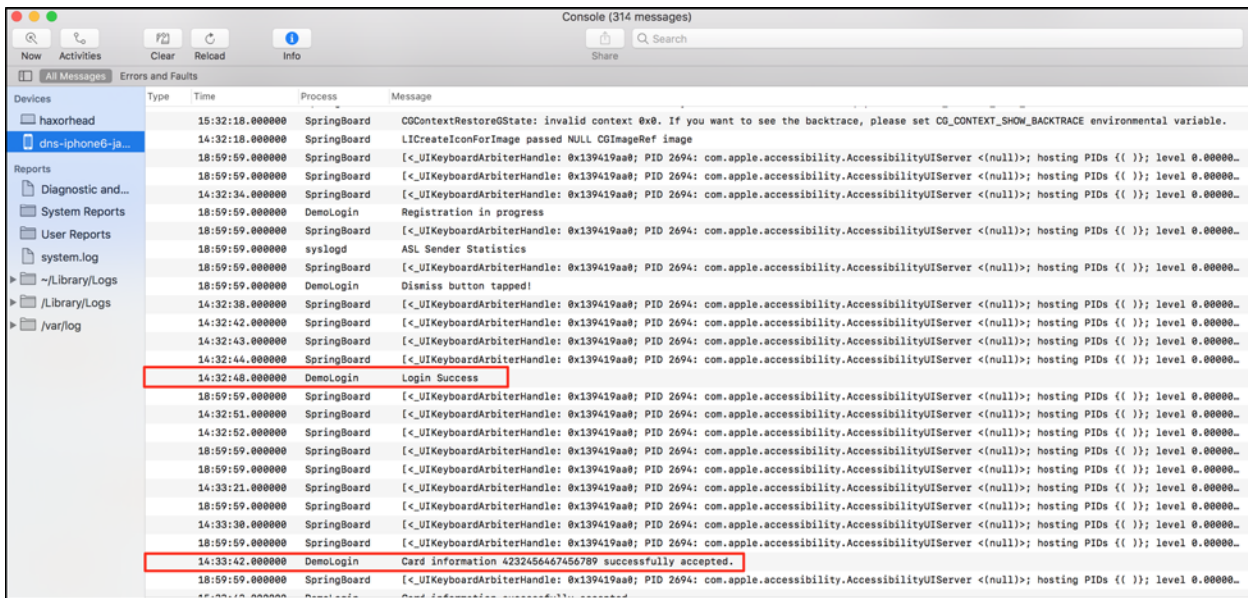 Console (314 messages)
Now Activities Clear Reload Info Share Search
All Messages Errors and Faults
Devices
haxorhead
dns-iphone6-ja...
Reports
Diagnostic and...
System Reports
User Reports
system.log
~/Library/Logs
/Library/Logs
/var/log
Type Time Process Message
15:32:18.000000 SpringBoard CGContextRestoreGState: invalid context 0x0. If you want to see the backtrace, please set CG_CONTEXT_SHOW_BACKTRACE environmental variable.
14:32:18.000000 SpringBoard LICreateIconForImage passed NULL CGImageRef image
18:59:59.000000 SpringBoard [<_UIKeyboardArbiterHandle: 0x139419aa0; PID 2694: com.apple.accessibility.AccessibilityUIServer <(null)>; hosting PIDs {( )}; level 0.00000…
18:59:59.000000 SpringBoard [<_UIKeyboardArbiterHandle: 0x139419aa0; PID 2694: com.apple.accessibility.AccessibilityUIServer <(null)>; hosting PIDs {( )}; level 0.00000…
14:32:34.000000 SpringBoard [<_UIKeyboardArbiterHandle: 0x139419aa0; PID 2694: com.apple.accessibility.AccessibilityUIServer <(null)>; hosting PIDs {( )}; level 0.00000…
18:59:59.000000 DemoLogin Registration in progress
18:59:59.000000 SpringBoard [<_UIKeyboardArbiterHandle: 0x139419aa0; PID 2694: com.apple.accessibility.AccessibilityUIServer <(null)>; hosting PIDs {( )}; level 0.00000…
18:59:59.000000 syslogd ASL Sender Statistics
18:59:59.000000 SpringBoard [<_UIKeyboardArbiterHandle: 0x139419aa0; PID 2694: com.apple.accessibility.AccessibilityUIServer <(null)>; hosting PIDs {( )}; level 0.00000…
18:59:59.000000 DemoLogin Dismiss button tapped!
14:32:38.000000 SpringBoard [<_UIKeyboardArbiterHandle: 0x139419aa0; PID 2694: com.apple.accessibility.AccessibilityUIServer <(null)>; hosting PIDs {( )}; level 0.00000…
14:32:42.000000 SpringBoard [<_UIKeyboardArbiterHandle: 0x139419aa0; PID 2694: com.apple.accessibility.AccessibilityUIServer <(null)>; hosting PIDs {( )}; level 0.00000…
14:32:43.000000 SpringBoard [<_UIKeyboardArbiterHandle: 0x139419aa0; PID 2694: com.apple.accessibility.AccessibilityUIServer <(null)>; hosting PIDs {( )}; level 0.00000…
14:32:44.000000 SpringBoard [<_UIKeyboardArbiterHandle: 0x139419aa0; PID 2694: com.apple.accessibility.AccessibilityUIServer <(null)>; hosting PIDs {( )}; level 0.00000…
14:32:48.000000 DemoLogin Login Success
18:59:59.000000 SpringBoard [<_UIKeyboardArbiterHandle: 0x139419aa0; PID 2694: com.apple.accessibility.AccessibilityUIServer <(null)>; hosting PIDs {( )}; level 0.00000…
14:32:51.000000 SpringBoard [<_UIKeyboardArbiterHandle: 0x139419aa0; PID 2694: com.apple.accessibility.AccessibilityUIServer <(null)>; hosting PIDs {( )}; level 0.00000…
14:32:52.000000 SpringBoard [<_UIKeyboardArbiterHandle: 0x139419aa0; PID 2694: com.apple.accessibility.AccessibilityUIServer <(null)>; hosting PIDs {( )}; level 0.00000…
18:59:59.000000 SpringBoard [<_UIKeyboardArbiterHandle: 0x139419aa0; PID 2694: com.apple.accessibility.AccessibilityUIServer <(null)>; hosting PIDs {( )}; level 0.00000…
18:59:59.000000 SpringBoard [<_UIKeyboardArbiterHandle: 0x139419aa0; PID 2694: com.apple.accessibility.AccessibilityUIServer <(null)>; hosting PIDs {( )}; level 0.00000…
14:33:21.000000 SpringBoard [<_UIKeyboardArbiterHandle: 0x139419aa0; PID 2694: com.apple.accessibility.AccessibilityUIServer <(null)>; hosting PIDs {( )}; level 0.00000…
18:59:59.000000 SpringBoard [<_UIKeyboardArbiterHandle: 0x139419aa0; PID 2694: com.apple.accessibility.AccessibilityUIServer <(null)>; hosting PIDs {( )}; level 0.00000…
14:33:30.000000 SpringBoard [<_UIKeyboardArbiterHandle: 0x139419aa0; PID 2694: com.apple.accessibility.AccessibilityUIServer <(null)>; hosting PIDs {( )}; level 0.00000…
18:59:59.000000 SpringBoard [<_UIKeyboardArbiterHandle: 0x139419aa0; PID 2694: com.apple.accessibility.AccessibilityUIServer <(null)>; hosting PIDs {( )}; level 0.00000…
14:33:42.000000 DemoLogin Card information 4232456467456789 successfully accepted.
18:59:59.000000 SpringBoard [<_UIKeyboardArbiterHandle: 0x139419aa0; PID 2694: com.apple.accessibility.AccessibilityUIServer <(null)>; hosting PIDs {( )}; level 0.00000…